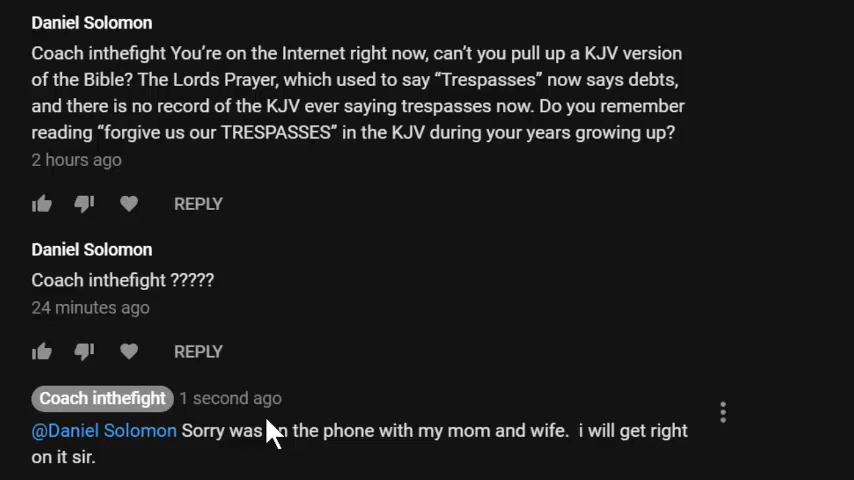 Daniel Solomon
Coach inthefight You’re on the Internet right now, can’t you pull up a KJV version
of the Bible? The Lords Prayer, which used to say “Trespasses” now says debts,
and there is no record of the KJV ever saying trespasses now. Do you remember
reading “forgive us our TRESPASSES” in the KJV during your years growing up?
2 hours ago
REPLY
Daniel Solomon
Coach inthefight ?????
24 minutes ago
REPLY
Coach inthefight 1 second ago
@Daniel Solomon Sorry was the phone with my mom and wife. i will get right
on it sir.